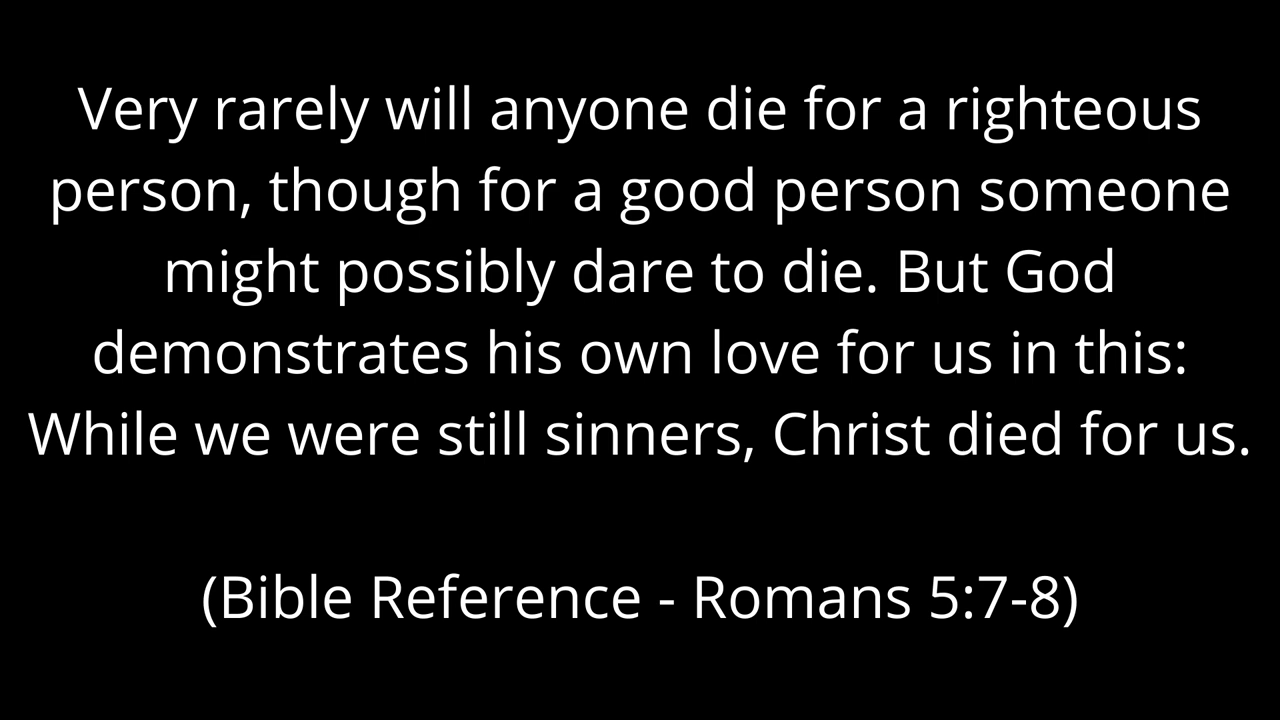 Very rarely will anyone die for a righteous
person, though for a good person someone
might possibly dare to die. But God
demonstrates his own love for us in this:
While we were still sinners, Christ died for us.
(Bible Reference - Romans 5:7-8)